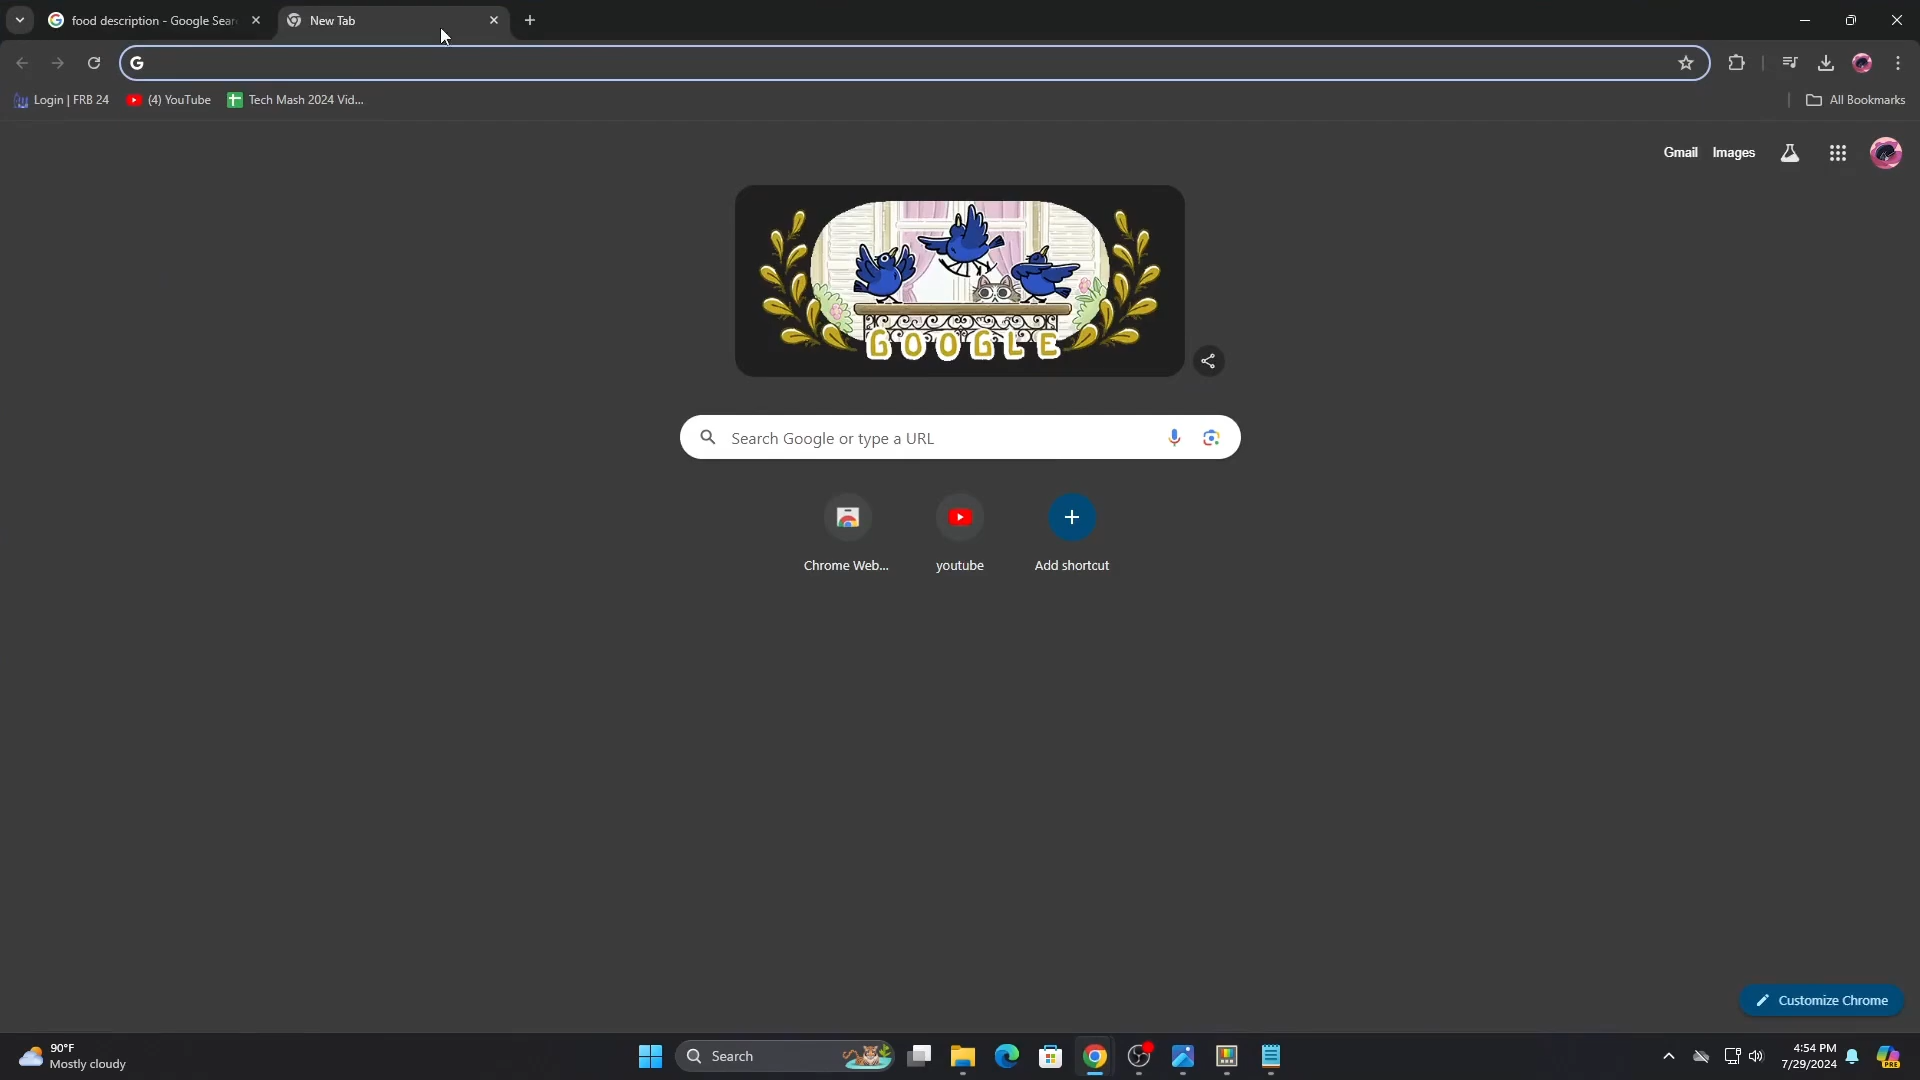 food description - Google Sear
New Tab
Login | FRB 24
(4) YouTube
Tech Mash 2024 Vid...
All Bookmarks
Gmail
Images
GOOGLE
Search Google or type a URL
Chrome Web...
youtube
Add shortcut
Customize Chrome
90°F
Mostly cloudy
Search
4:54 PM
7/29/2024
PRE